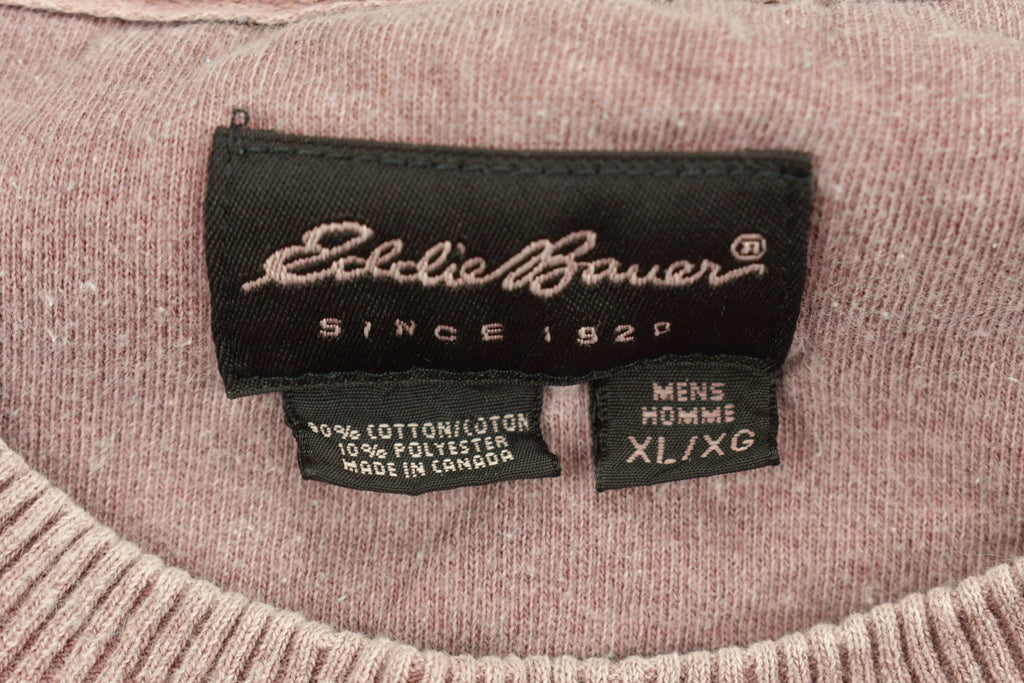 Eddie Bauer®
SINCE 1920
90% COTTON/COTON
10% POLYESTER
MADE IN CANADA
MENS
HOMME
XL/XG